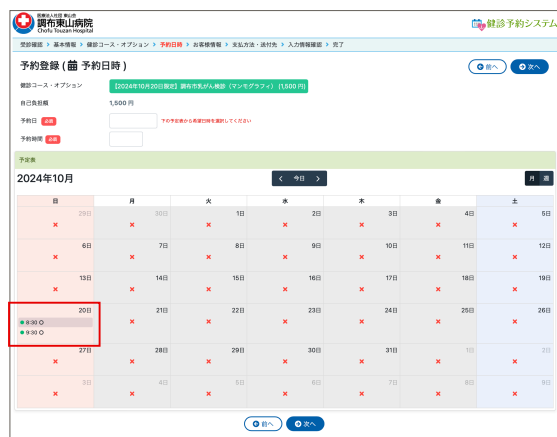 医療法人社団 東山会
調布東山病院
Chofu Touzan Hospital
健診予約システム
受診確認 > 基本情報 > 健診コース・オプション > 予約日時 > お客様情報 > 支払方法・送付先 > 入力情報確認 > 完了
予約登録 ( 予約日時 )
前へ 次へ
健診コース・オプション 【2024年10月20日限定】調布市乳がん検診（マンモグラフィ） (1,500 円)
自己負担額 1,500 円
予約日 必須 下の予定表から希望日時を選択してください
予約時間 必須
予定表
2024年10月 < 今日 > 月 週
日 月 火 水 木 金 土
29日 30日 1日 2日 3日 4日 5日
× × × × × × ×
6日 7日 8日 9日 10日 11日 12日
× × × × × × ×
13日 14日 15日 16日 17日 18日 19日
× × × × × × ×
20日 21日 22日 23日 24日 25日 26日
● 8:30 〇 × × × × × ×
● 9:30 〇
27日 28日 29日 30日 31日 1日 2日
× × × × × × ×
3日 4日 5日 6日 7日 8日 9日
× × × × × × ×
前へ 次へ